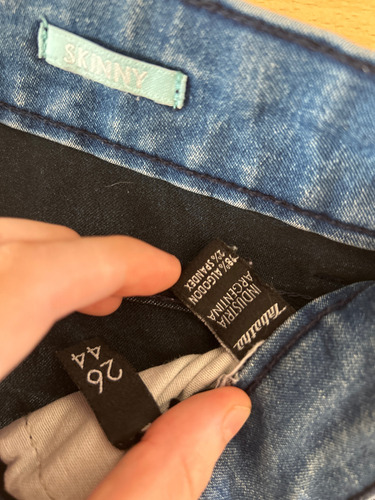 SKINNY
Tabatha
INDUSTRIA
ARGENTINA
98% ALGODON
2% SPANDEX
26
44